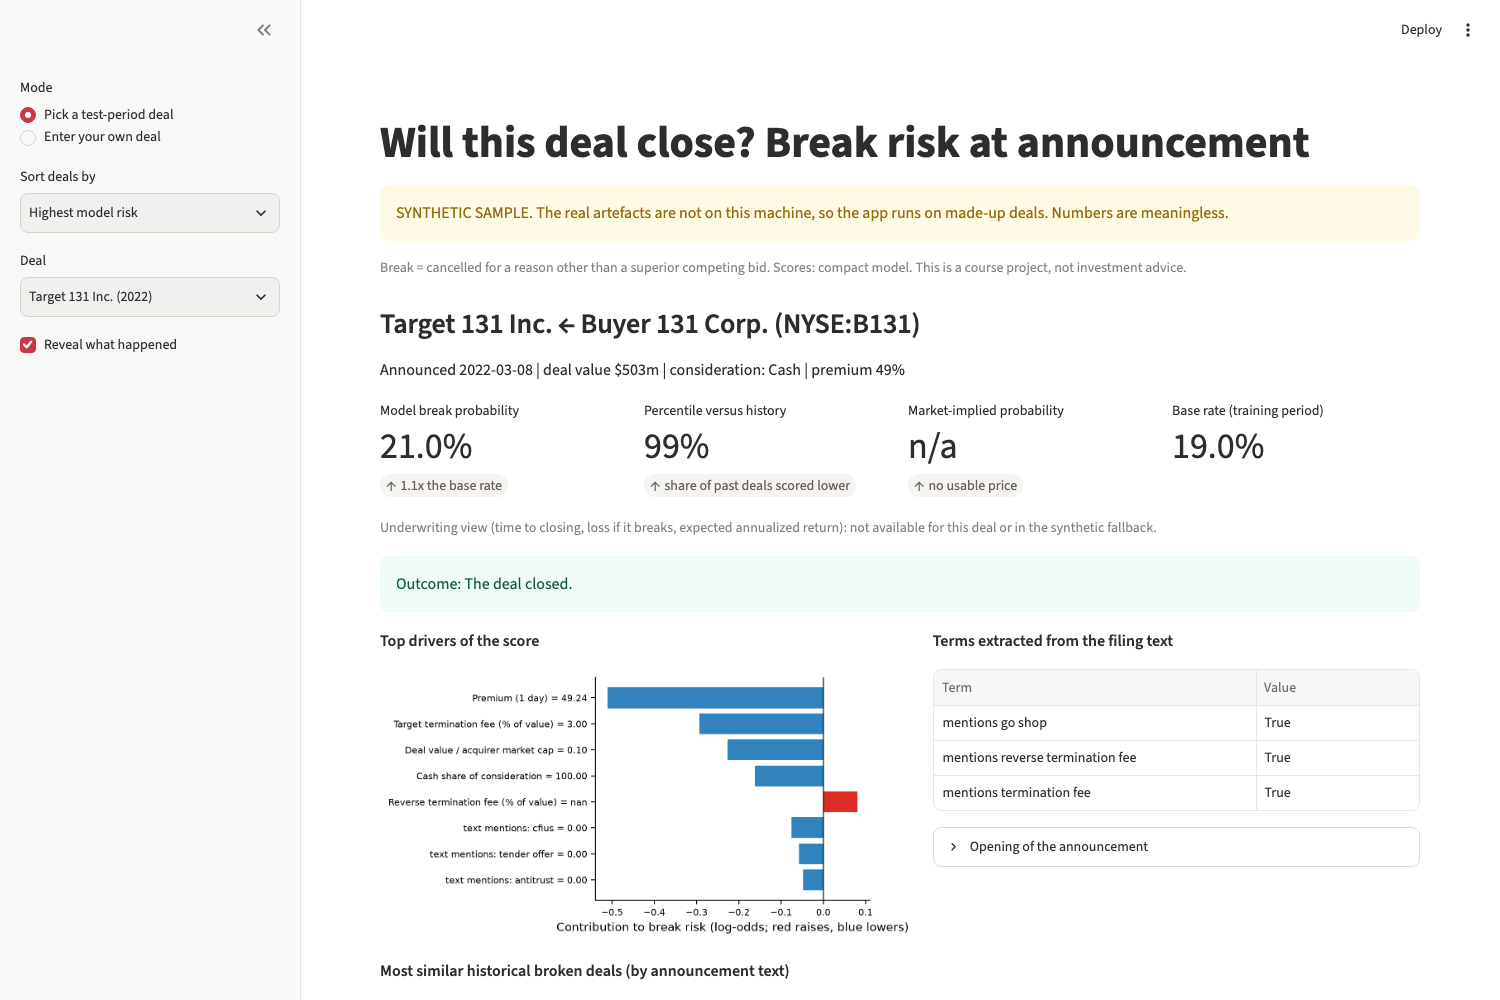 Deploy
Mode
Pick a test-period deal
Enter your own deal
Sort deals by
Highest model risk
Deal
Target 131 Inc. (2022)
Reveal what happened
Will this deal close? Break risk at announcement
SYNTHETIC SAMPLE. The real artefacts are not on this machine, so the app runs on made-up deals. Numbers are meaningless.
Break = cancelled for a reason other than a superior competing bid. Scores: compact model. This is a course project, not investment advice.
Target 131 Inc. ← Buyer 131 Corp. (NYSE:B131)
Announced 2022-03-08 | deal value $503m | consideration: Cash | premium 49%
Model break probability
21.0%
↑ 1.1x the base rate
Percentile versus history
99%
↑ share of past deals scored lower
Market-implied probability
n/a
↑ no usable price
Base rate (training period)
19.0%
Underwriting view (time to closing, loss if it breaks, expected annualized return): not available for this deal or in the synthetic fallback.
Outcome: The deal closed.
Top drivers of the score
Premium (1 day) = 49.24
Target termination fee (% of value) = 3.00
Deal value / acquirer market cap = 0.10
Cash share of consideration = 100.00
Reverse termination fee (% of value) = nan
text mentions: cfius = 0.00
text mentions: tender offer = 0.00
text mentions: antitrust = 0.00
−0.5 −0.4 −0.3 −0.2 −0.1 0.0 0.1
Contribution to break risk (log-odds; red raises, blue lowers)
Terms extracted from the filing text
Term Value
mentions go shop True
mentions reverse termination fee True
mentions termination fee True
Opening of the announcement
Most similar historical broken deals (by announcement text)